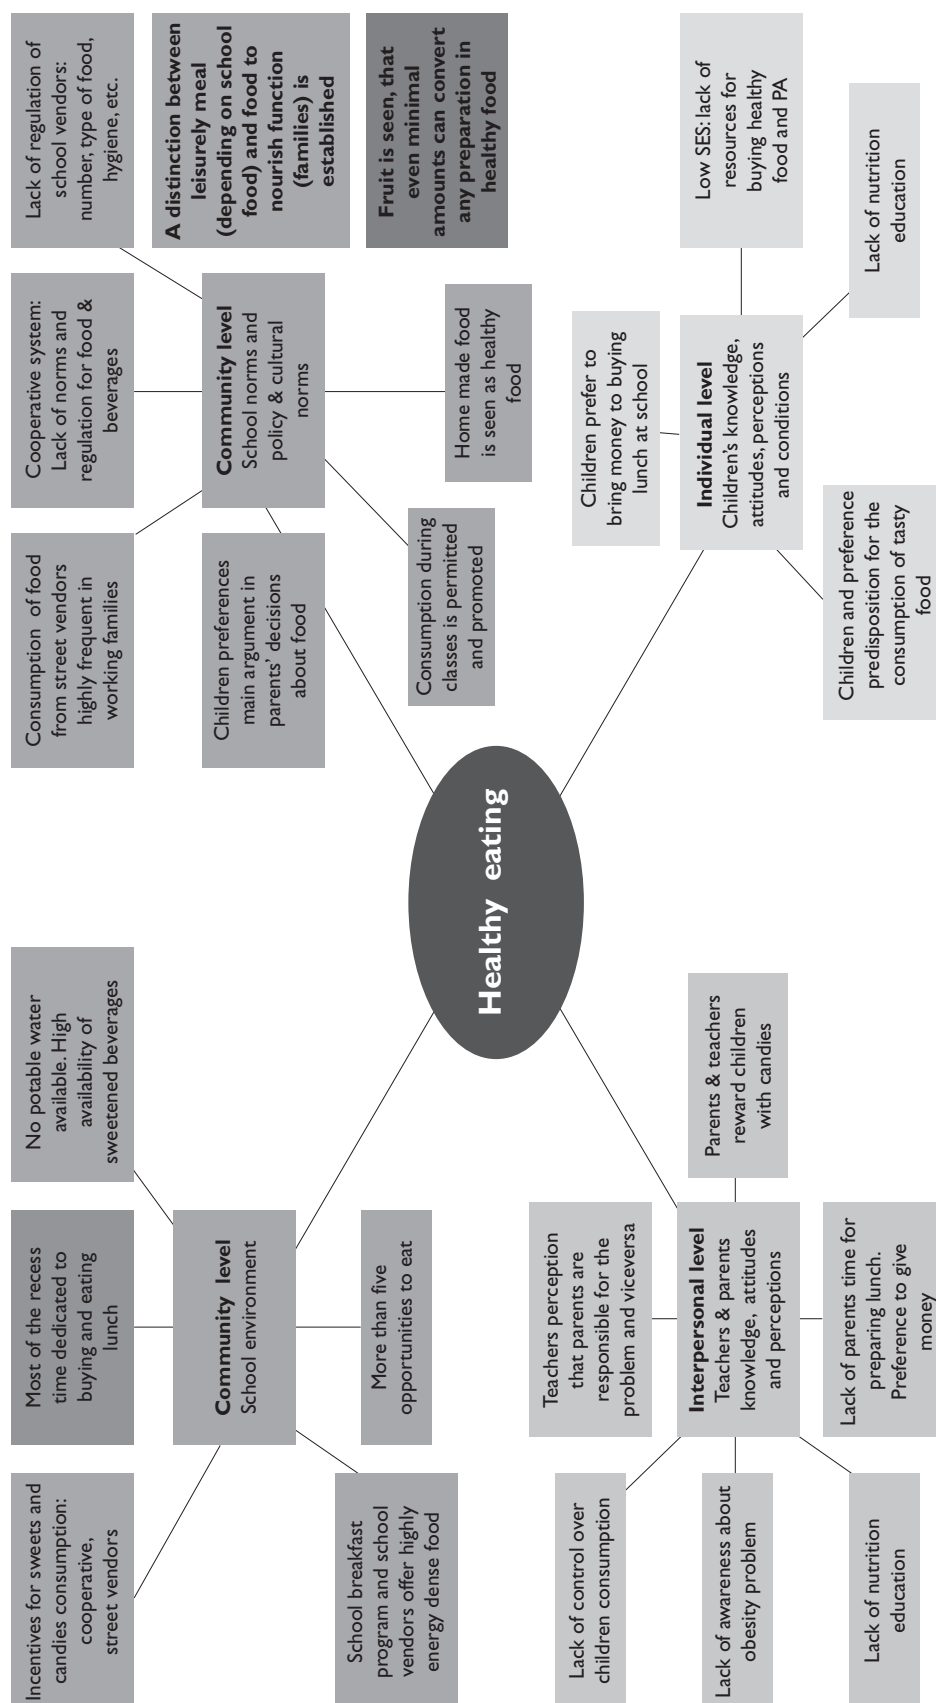 Incentives for sweets and
candies consumption:
cooperative,
street vendors
Most of the recess
time dedicated to
buying and eating
lunch
No potable water
available. High
availability of
sweetened beverages
Community level
School environment
School breakfast
program and school
vendors offer highly
energy dense food
More than five
opportunities to eat
Consumption of food
from street vendors
highly frequent in
working families
Cooperative system:
Lack of norms and
regulation for food &
beverages
Lack of regulation of
school vendors:
number, type of food,
hygiene, etc.
Children preferences
main argument in
parents' decisions
about food
Community level
School norms and
policy & cultural
norms
A distinction between
leisurely meal
(depending on school
food) and food to
nourish function
(families) is
established
Consumption during
classes is permitted
and promoted
Home made food
is seen as healthy
food
Fruit is seen, that
even minimal
amounts can convert
any preparation in
healthy food
Healthy eating
Lack of control over
children consumption
Teachers perception
that parents are
responsible for the
problem and viceversa
Lack of awareness about
obesity problem
Interpersonal level
Teachers & parents
knowledge, attitudes
and perceptions
Parents & teachers
reward children
with candies
Lack of nutrition
education
Lack of parents time for
preparing lunch.
Preference to give
money
Children prefer to
bring money to buying
lunch at school
Individual level
Children's knowledge,
attitudes, perceptions
and conditions
Low SES: lack of
resources for
buying healthy
food and PA
Children and preference
predisposition for the
consumption of tasty
food
Lack of nutrition
education